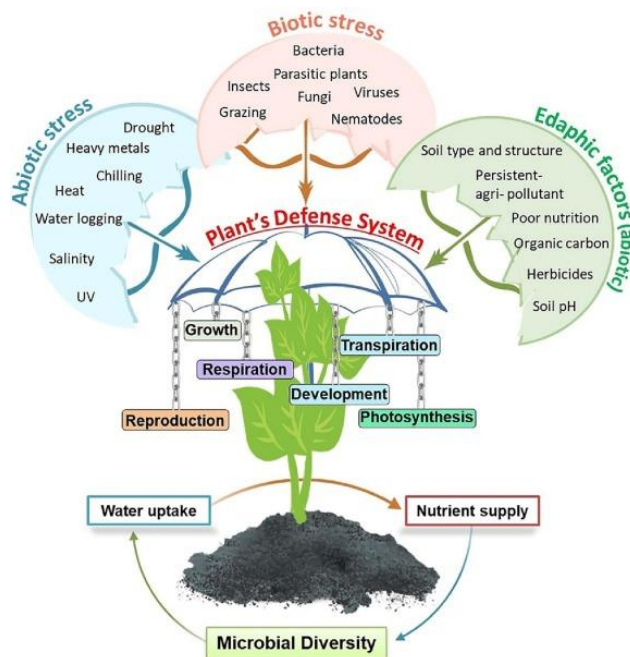 Biotic stress
Bacteria
Parasitic plants
Insects
Fungi
Viruses
Grazing
Nematodes
Abiotic stress
Drought
Heavy metals
Chilling
Heat
Water logging
Salinity
UV
Edaphic factors (abiotic)
Soil type and structure
Persistent-
agri- pollutant
Poor nutrition
Organic carbon
Herbicides
Soil pH
Plant's Defense System
Growth
Transpiration
Respiration
Development
Reproduction
Photosynthesis
Water uptake
Nutrient supply
Microbial Diversity